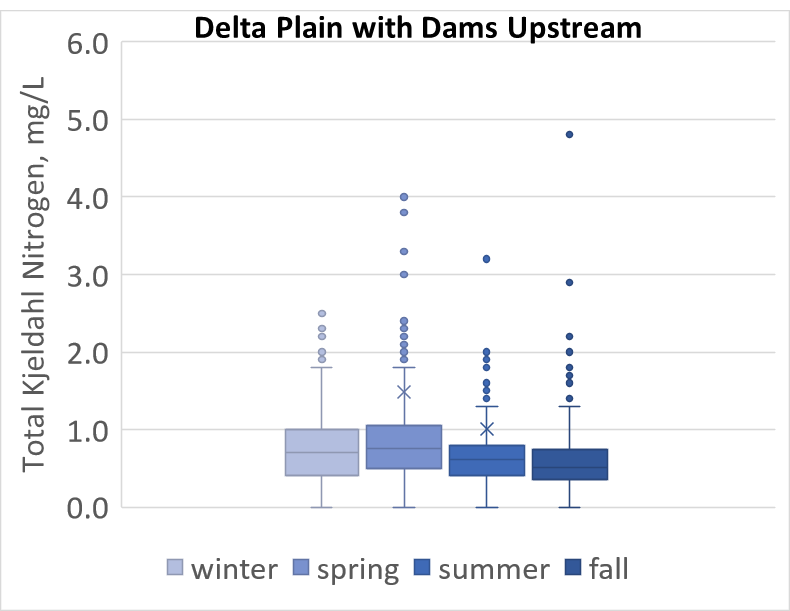 Delta Plain with Dams Upstream
Total Kjeldahl Nitrogen, mg/L
6.0
5.0
4.0
3.0
2.0
1.0
0.0
winter spring summer fall